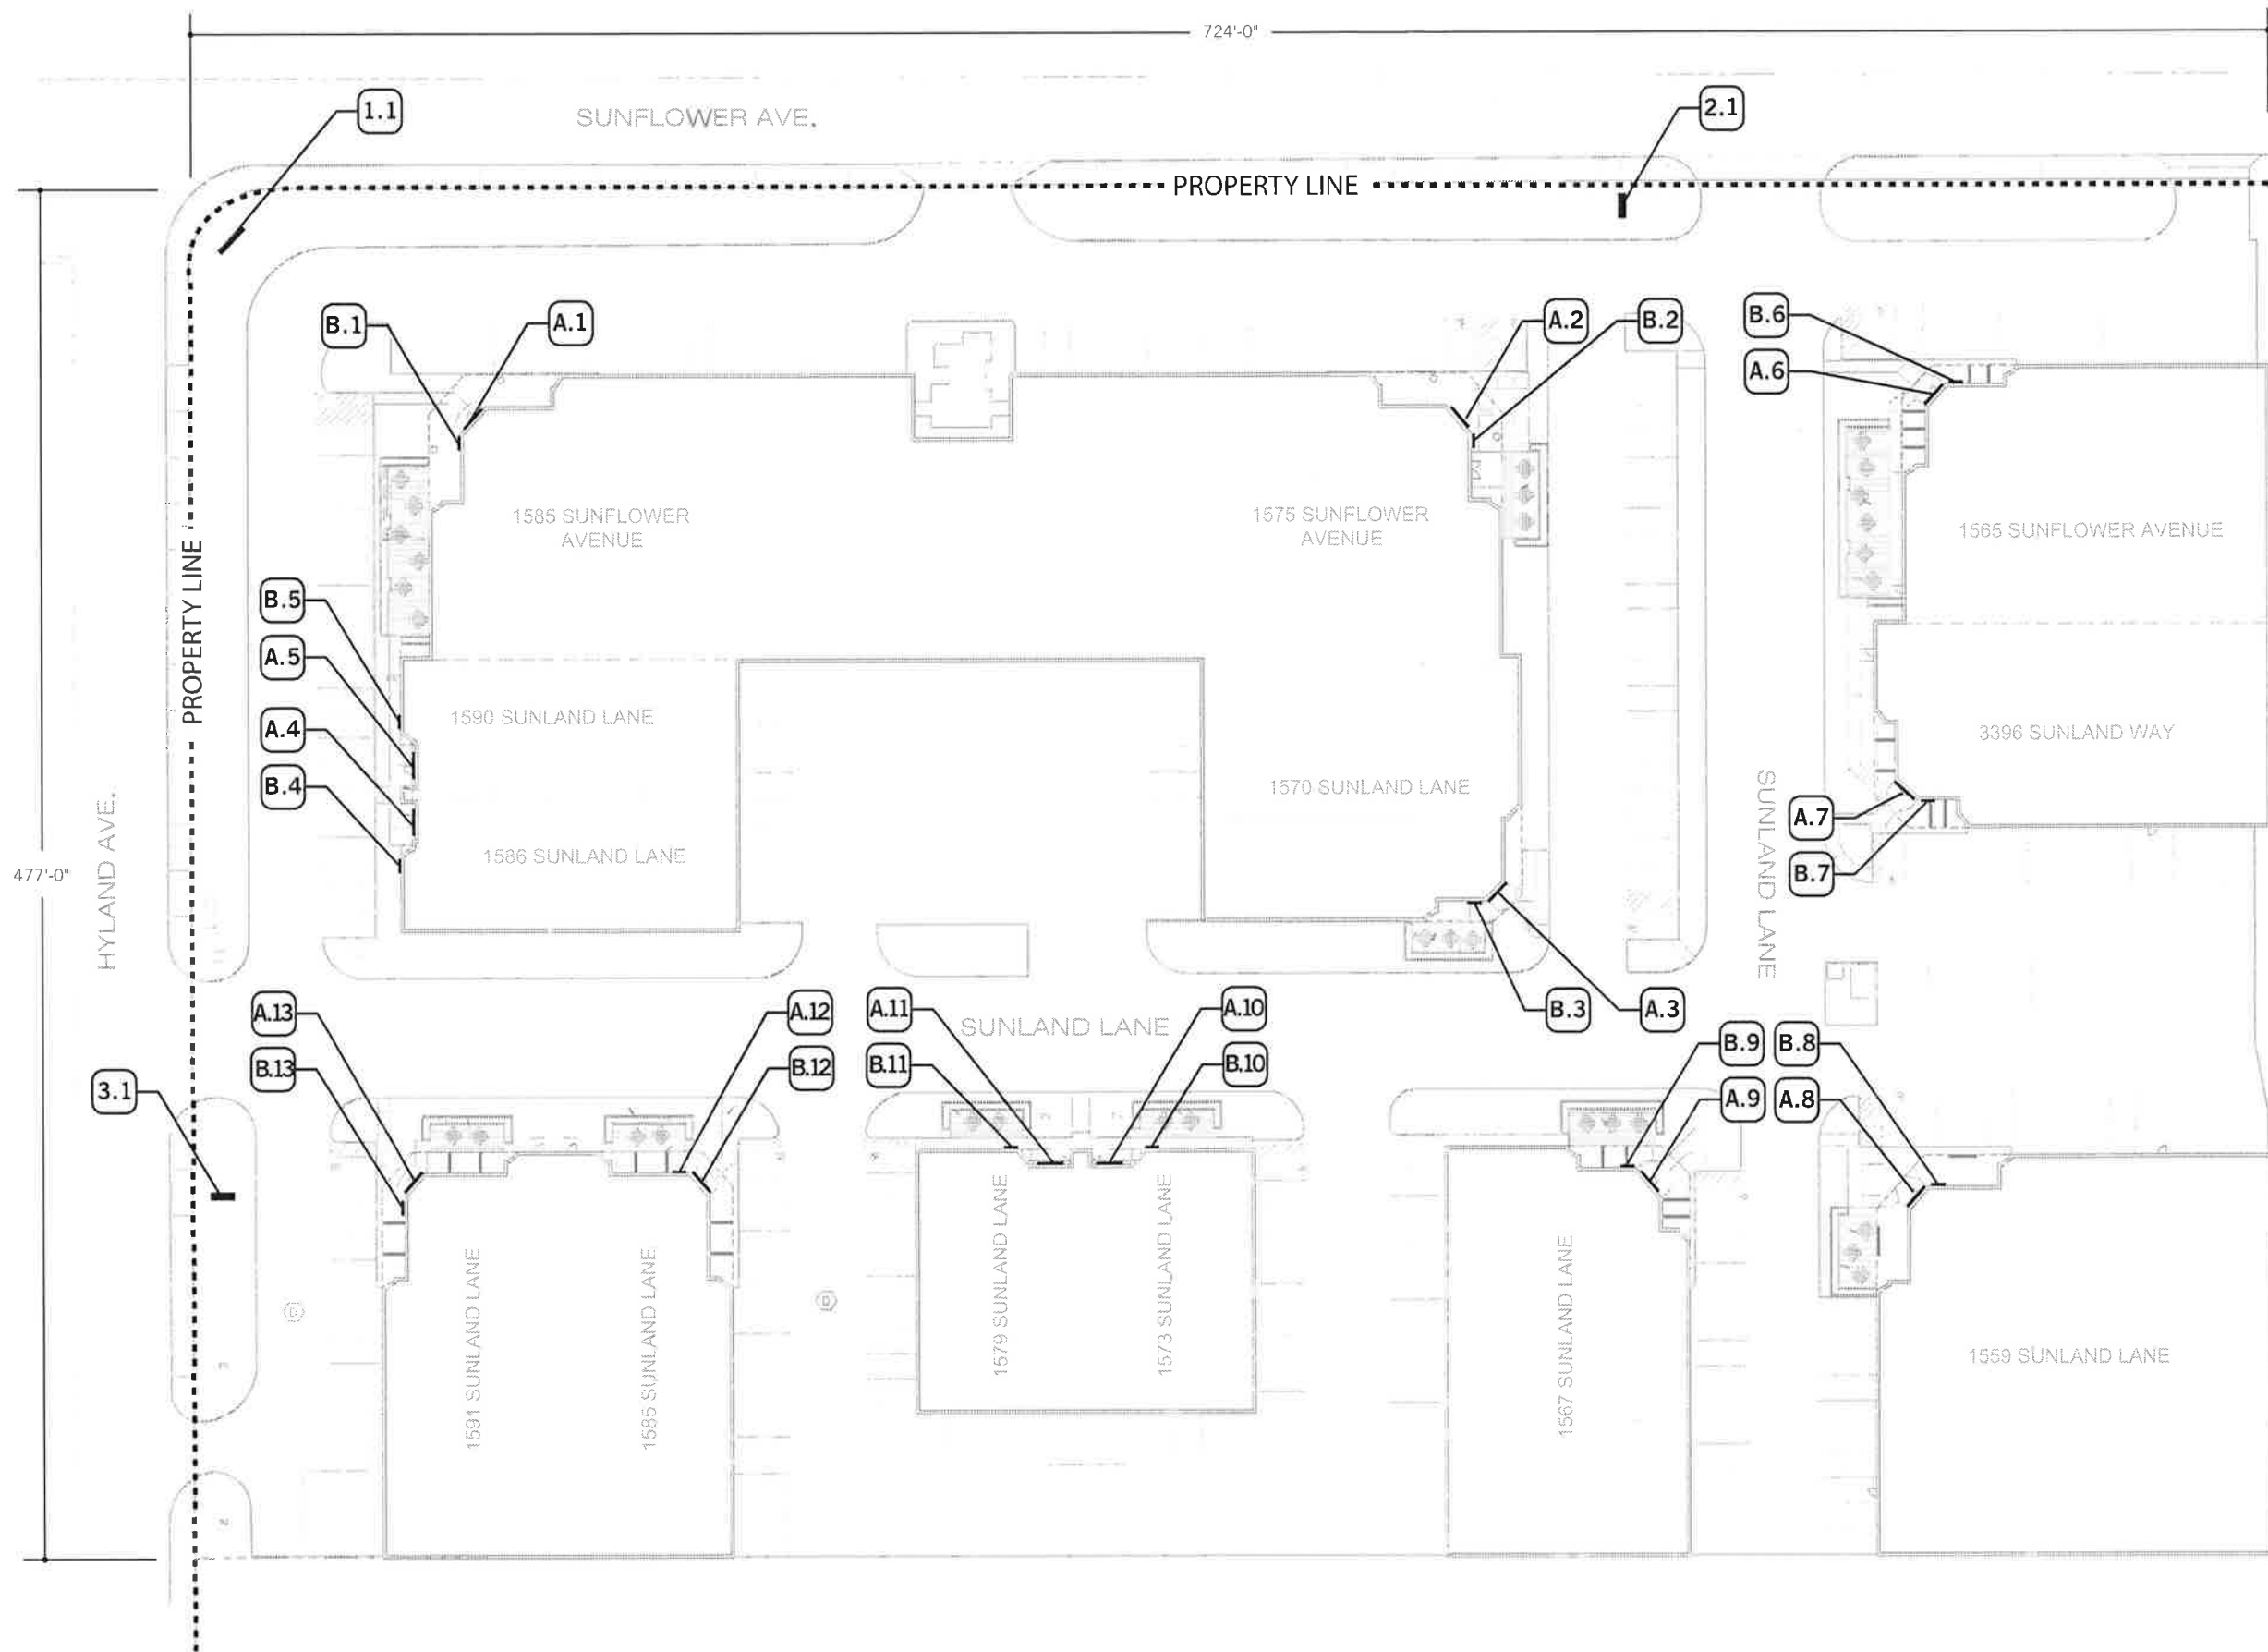 724'-0"
1.1
SUNFLOWER AVE.
2.1
PROPERTY LINE
B.1
A.1
A.2
B.2
B.6
A.6
1585 SUNFLOWER
AVENUE
1575 SUNFLOWER
AVENUE
1565 SUNFLOWER AVENUE
PROPERTY LINE
B.5
A.5
A.4
B.4
1590 SUNLAND LANE
1586 SUNLAND LANE
1570 SUNLAND LANE
3396 SUNLAND WAY
SUNLAND LANE
A.7
B.7
477'-0"
HYLAND AVE.
A.13
B.13
A.12
B.12
A.11
B.11
SUNLAND LANE
A.10
B.10
B.3
A.3
B.9
A.9
B.8
A.8
3.1
1591 SUNLAND LANE
1585 SUNLAND LANE
1579 SUNLAND LANE
1573 SUNLAND LANE
1567 SUNLAND LANE
1559 SUNLAND LANE